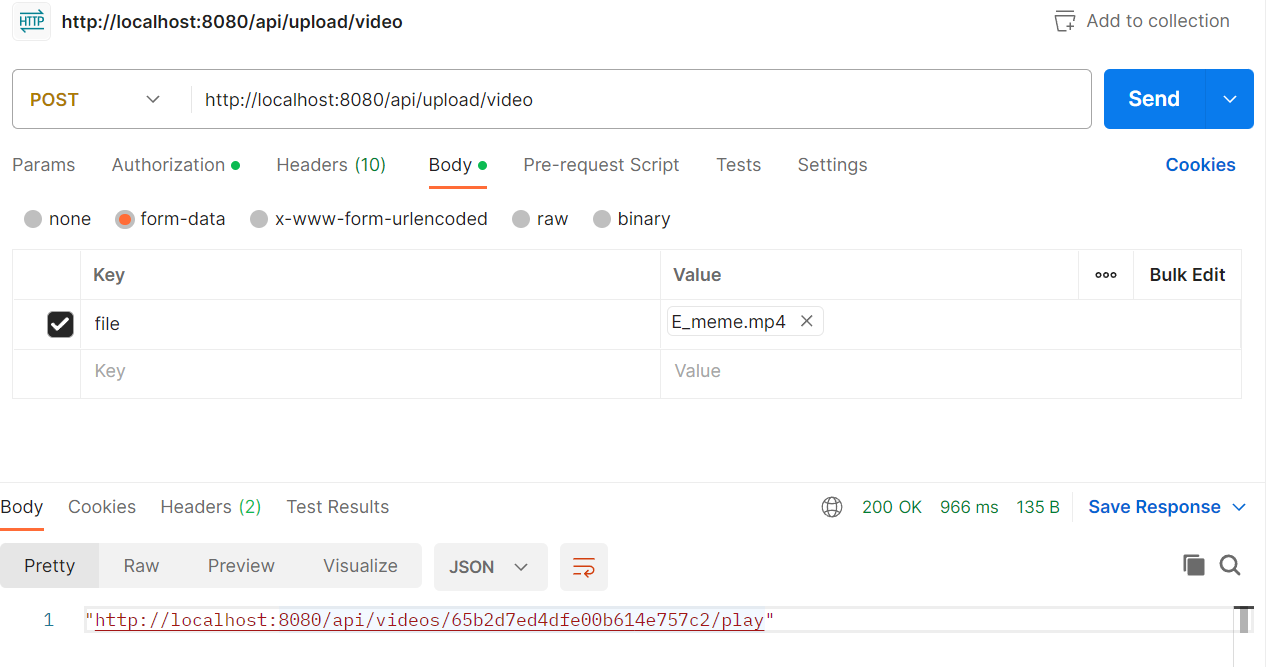 HTTP http://localhost:8080/api/upload/video Add to collection
POST http://localhost:8080/api/upload/video Send
Params Authorization Headers (10) Body Pre-request Script Tests Settings Cookies
none form-data x-www-form-urlencoded raw binary
Key Value Bulk Edit
file E_meme.mp4
Key Value
Body Cookies Headers (2) Test Results 200 OK 966 ms 135 B Save Response
Pretty Raw Preview Visualize JSON
1 "http://localhost:8080/api/videos/65b2d7ed4dfe00b614e757c2/play"